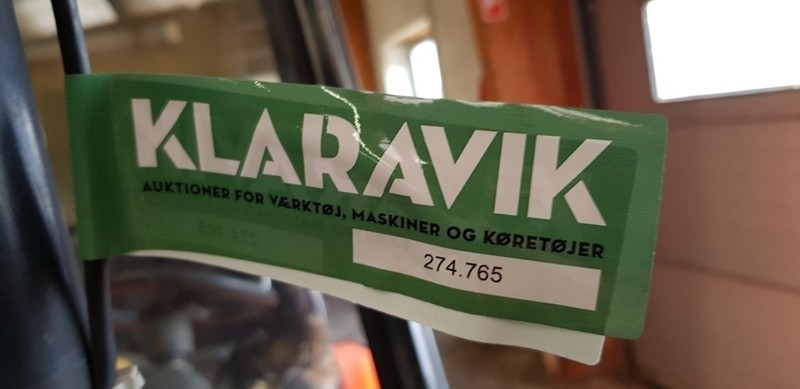 KLARAVIK
AUKTIONER FOR VÆRKTØJ, MASKINER OG KØRETØJER
274.765